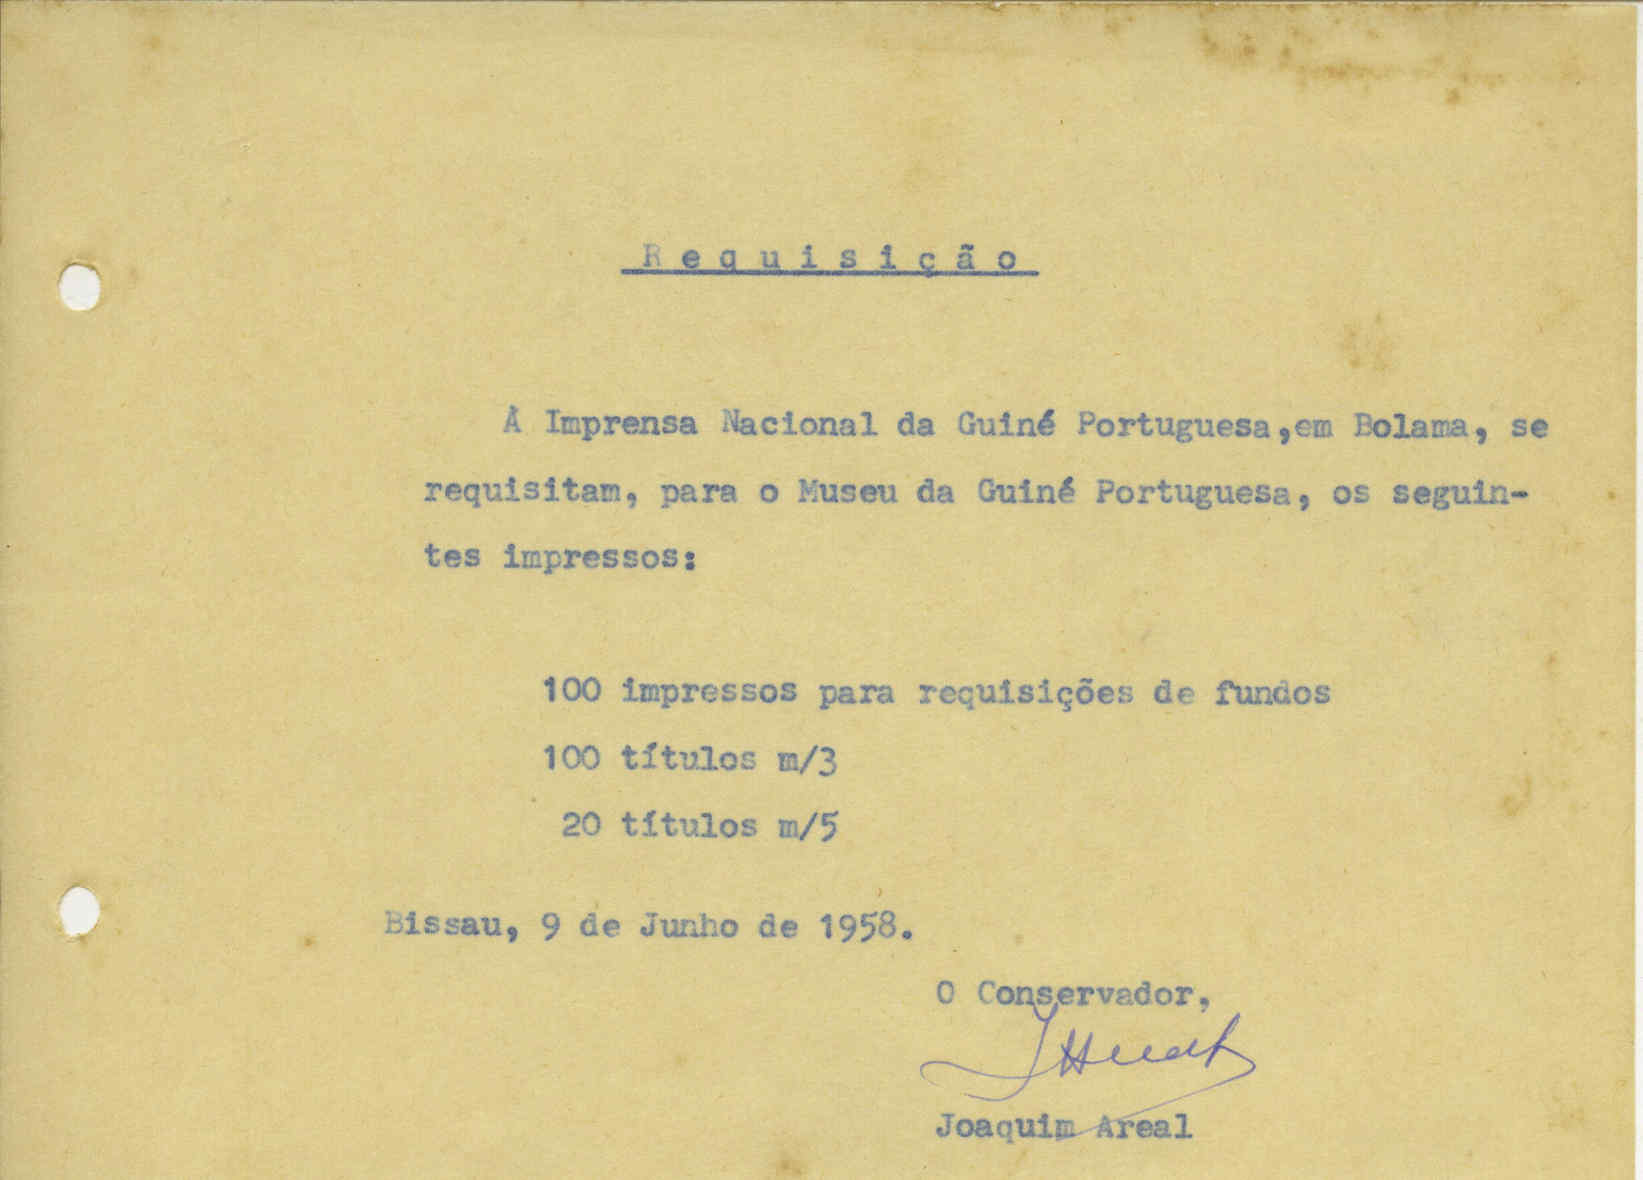 Requisição
À Imprensa Nacional da Guiné Portuguesa,em Bolama, se
requisitam, para o Museu da Guiné Portuguesa, os seguin-
tes impressos:
100 impressos para requisições de fundos
100 títulos m/3
20 títulos m/5
Bissau, 9 de Junho de 1958.
O Conservador,
Joaquim Areal